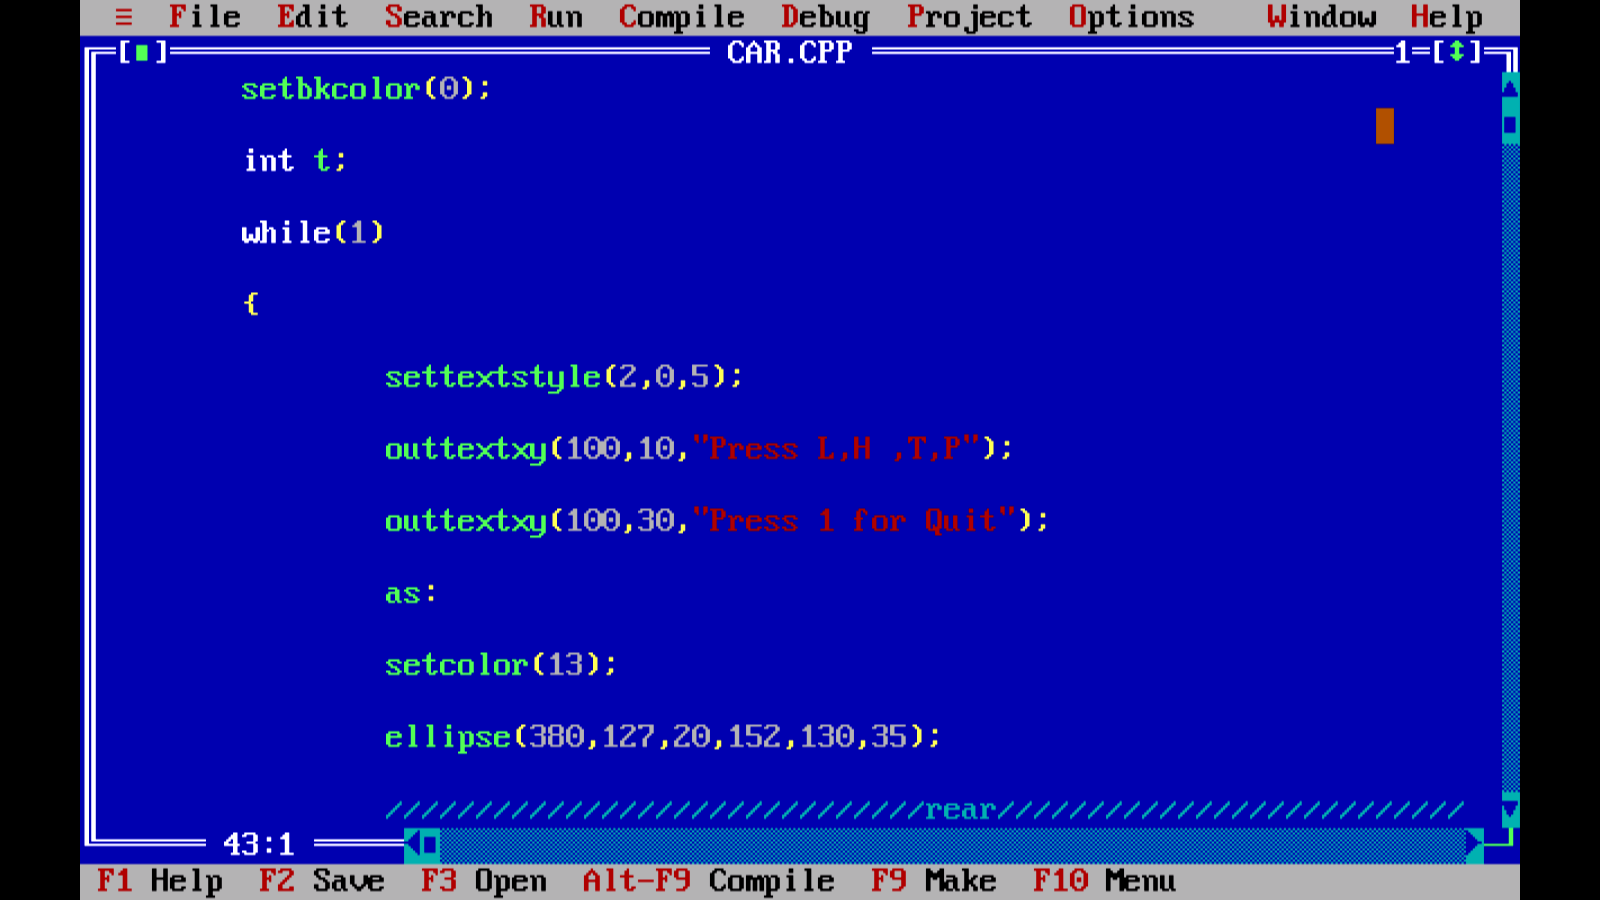 ≡ File Edit Search Run Compile Debug Project Options Window Help
[■] CAR.CPP 1=[↕]
setbkcolor(0);
int t;
while(1)
{
settextstyle(2,0,5);
outtextxy(100,10,"Press L,H ,T,P");
outtextxy(100,30,"Press 1 for Quit");
as:
setcolor(13);
ellipse(380,127,20,152,130,35);
//////////////////////////////rear//////////////////////////
43:1
F1 Help F2 Save F3 Open Alt-F9 Compile F9 Make F10 Menu